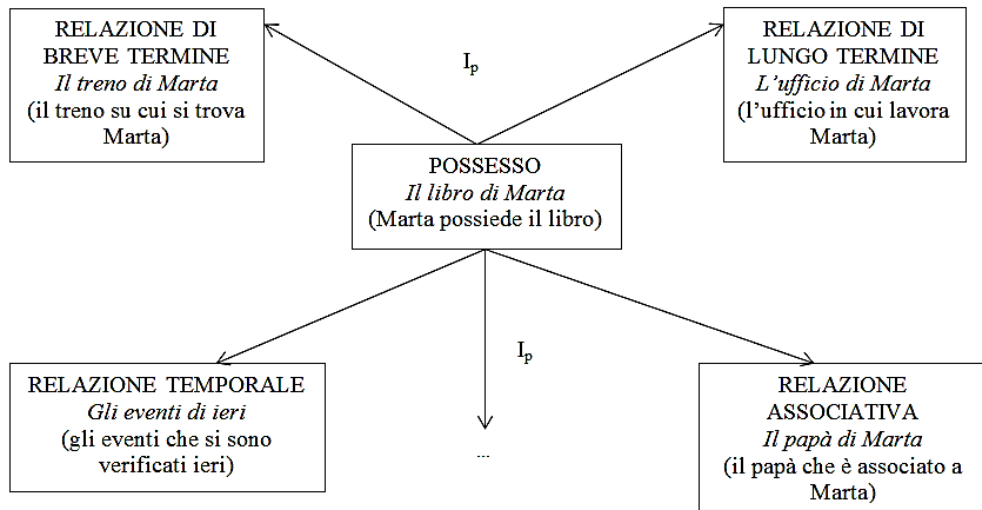 RELAZIONE DI
BREVE TERMINE
Il treno di Marta
(il treno su cui si trova
Marta)
I_p
RELAZIONE DI
LUNGO TERMINE
L'ufficio di Marta
(l'ufficio in cui lavora
Marta)
POSSESSO
Il libro di Marta
(Marta possiede il libro)
I_p
RELAZIONE TEMPORALE
Gli eventi di ieri
(gli eventi che si sono
verificati ieri)
...
RELAZIONE
ASSOCIATIVA
Il papà di Marta
(il papà che è associato a
Marta)